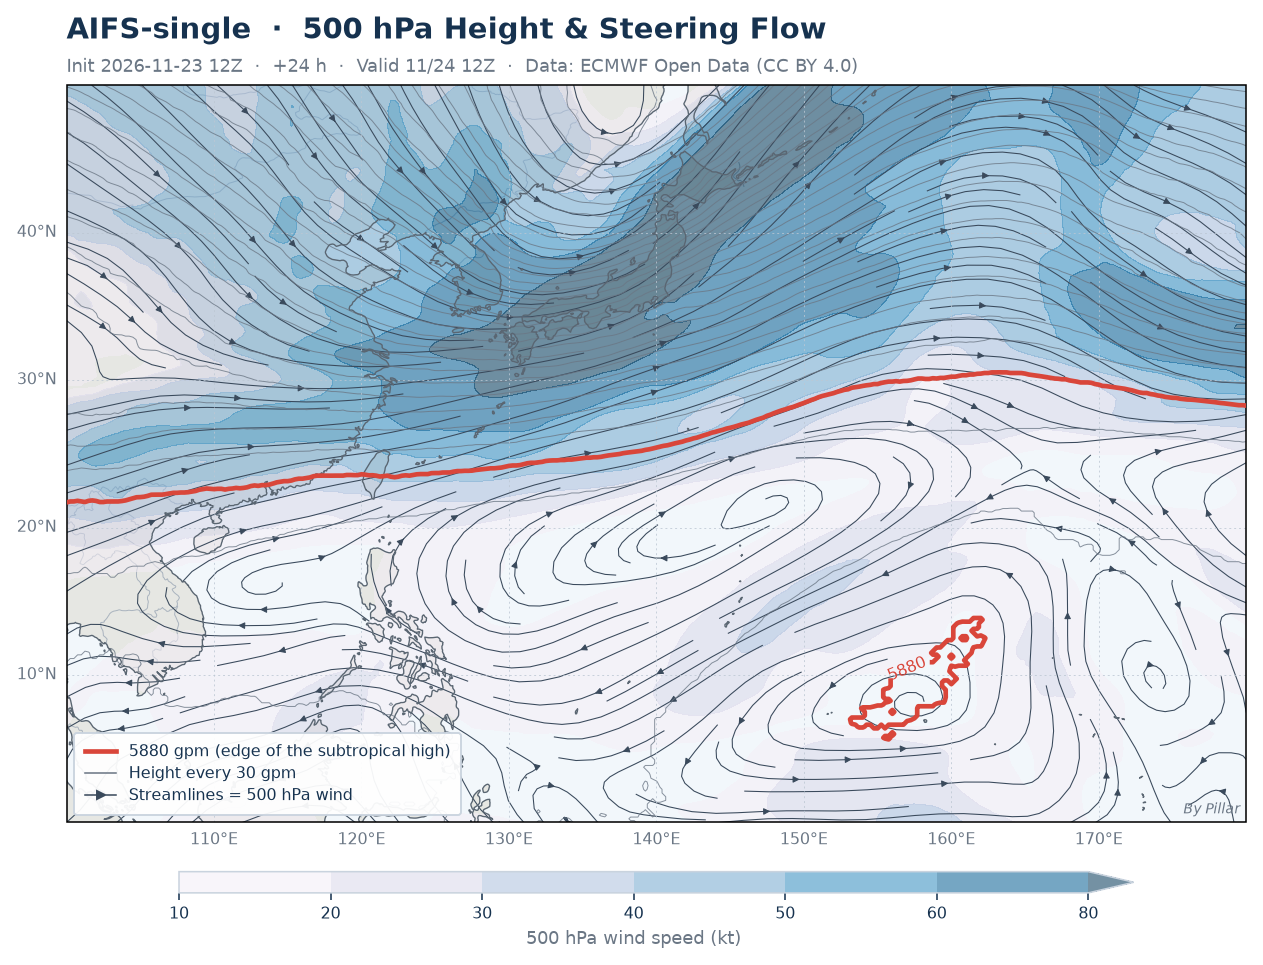 AIFS-single · 500 hPa Height & Steering Flow
Init 2026-11-23 12Z · +24 h · Valid 11/24 12Z · Data: ECMWF Open Data (CC BY 4.0)
40°N
30°N
20°N
10°N
5880
5880 gpm (edge of the subtropical high)
Height every 30 gpm
Streamlines = 500 hPa wind
By Pillar
110°E 120°E 130°E 140°E 150°E 160°E 170°E
10 20 30 40 50 60 80
500 hPa wind speed (kt)